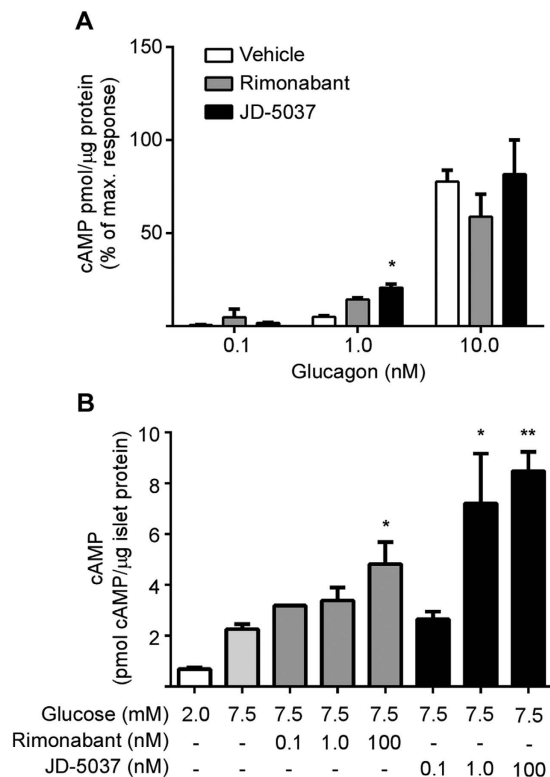 A
Vehicle
Rimonabant
JD-5037
cAMP pmol/μg protein
(% of max. response)
150
100
50
*
0.1 1.0 10.0
Glucagon (nM)
B
cAMP
(pmol cAMP/μg islet protein)
10
8
6
4
2
* * **
Glucose (mM) 2.0 7.5 7.5 7.5 7.5 7.5 7.5 7.5
Rimonabant (nM) - - 0.1 1.0 100 - - -
JD-5037 (nM) - - - - - 0.1 1.0 100